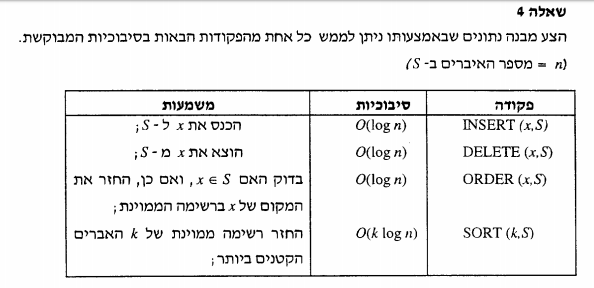 שאלה 4
הצע מבנה נתונים שבאמצעותו ניתן לממש כל אחת מהפקודות הבאות בסיבוכיות המבוקשת.
(n = מספר האיברים ב- S)
פקודה סיבוכיות משמעות
INSERT (x,S) O(log n) הכנס את x ל - S;
DELETE (x,S) O(log n) הוצא את x מ - S;
ORDER (x,S) O(log n) בדוק האם x ∈ S, ואם כן, החזר את
המקום של x ברשימה הממוינת;
SORT (k,S) O(k log n) החזר רשימה ממוינת של k האברים
הקטנים ביותר;